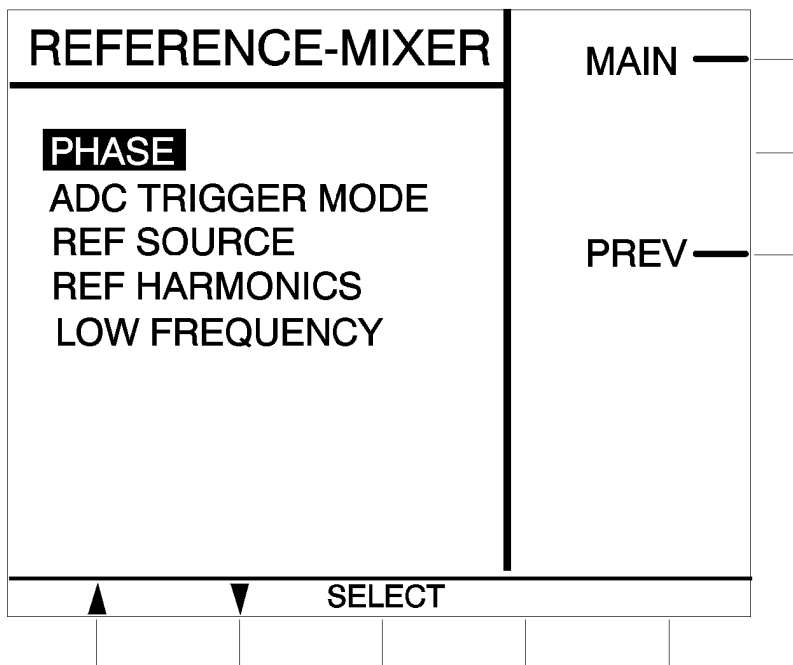 REFERENCE-MIXER
MAIN
PHASE
ADC TRIGGER MODE
REF SOURCE
PREV
REF HARMONICS
LOW FREQUENCY
SELECT